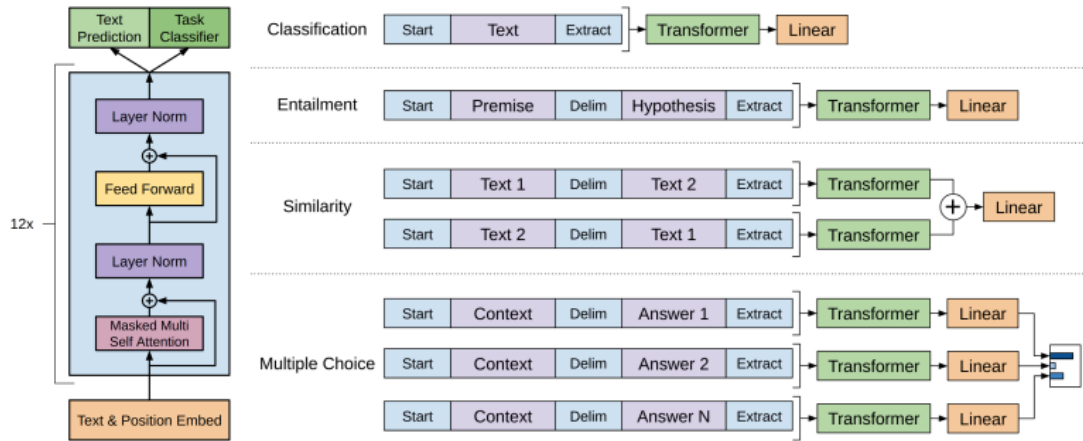 Text
Prediction
Task
Classifier
Layer Norm
Feed Forward
12x
Layer Norm
Masked Multi
Self Attention
Text & Position Embed
Classification
Start Text Extract Transformer Linear
Entailment
Start Premise Delim Hypothesis Extract Transformer Linear
Similarity
Start Text 1 Delim Text 2 Extract Transformer
Start Text 2 Delim Text 1 Extract Transformer
+ Linear
Multiple Choice
Start Context Delim Answer 1 Extract Transformer Linear
Start Context Delim Answer 2 Extract Transformer Linear
Start Context Delim Answer N Extract Transformer Linear